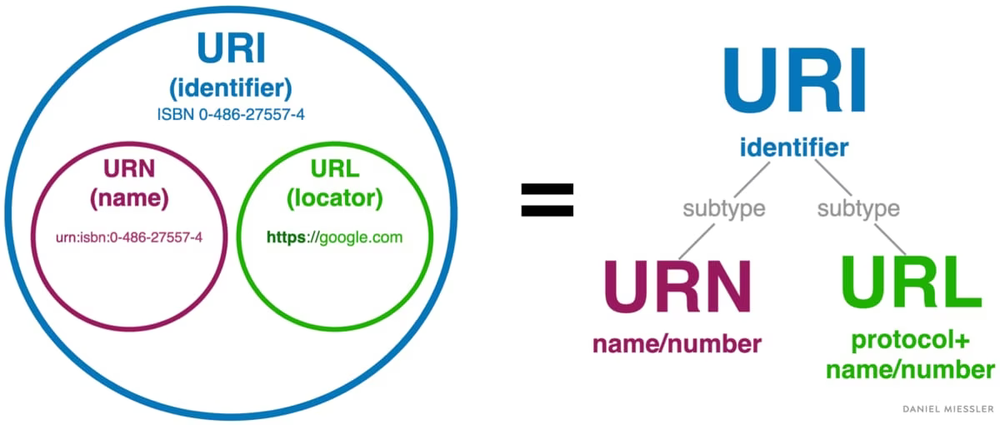 URI
(identifier)
ISBN 0-486-27557-4
URN
(name)
urn:isbn:0-486-27557-4
URL
(locator)
https://google.com
=
URI
identifier
subtype
subtype
URN
name/number
URL
protocol+
name/number
DANIEL MIESSLER